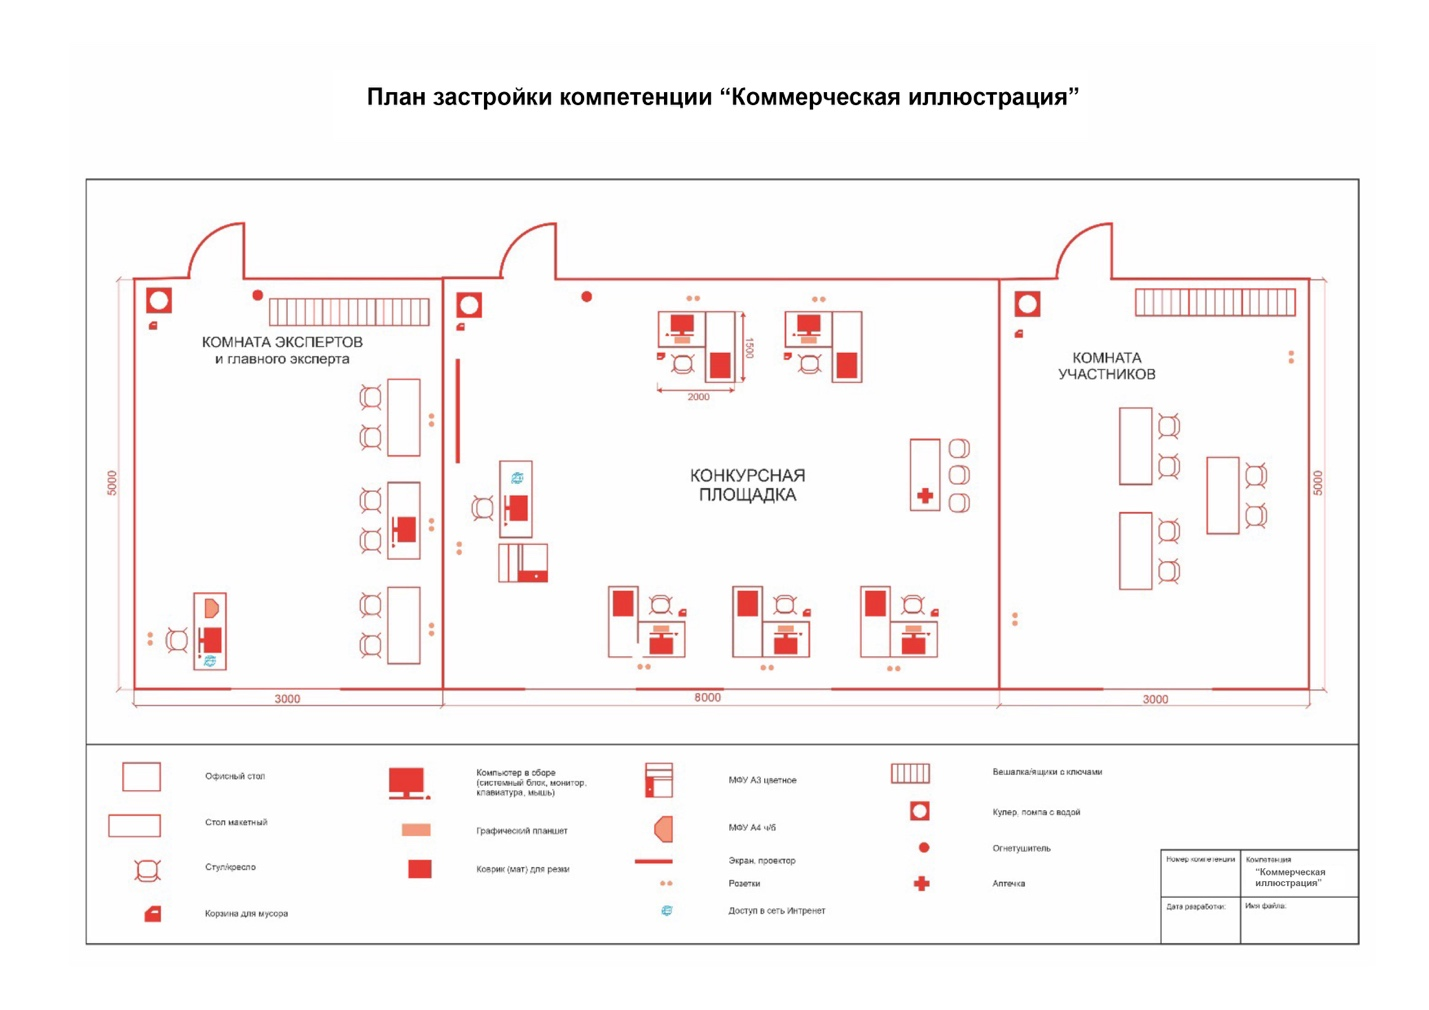 План застройки компетенции “Коммерческая иллюстрация”
КОМНАТА ЭКСПЕРТОВ
и главного эксперта
КОНКУРСНАЯ
ПЛОЩАДКА
КОМНАТА
УЧАСТНИКОВ
1500
2000
5000
5000
3000
8000
3000
Офисный стол
Стол макетный
Стул/кресло
Корзина для мусора
Компьютер в сборе
(системный блок, монитор,
клавиатура, мышь)
Графический планшет
Коврик (мат) для резки
МФУ А3 цветное
МФУ А4 ч/б
Экран, проектор
Розетки
Доступ в сеть Интренет
Вешалка/ящики с ключами
Кулер, помпа с водой
Огнетушитель
Аптечка
Номер компетенции
Компетенция
“Коммерческая
иллюстрация”
Дата разработки:
Имя файла: